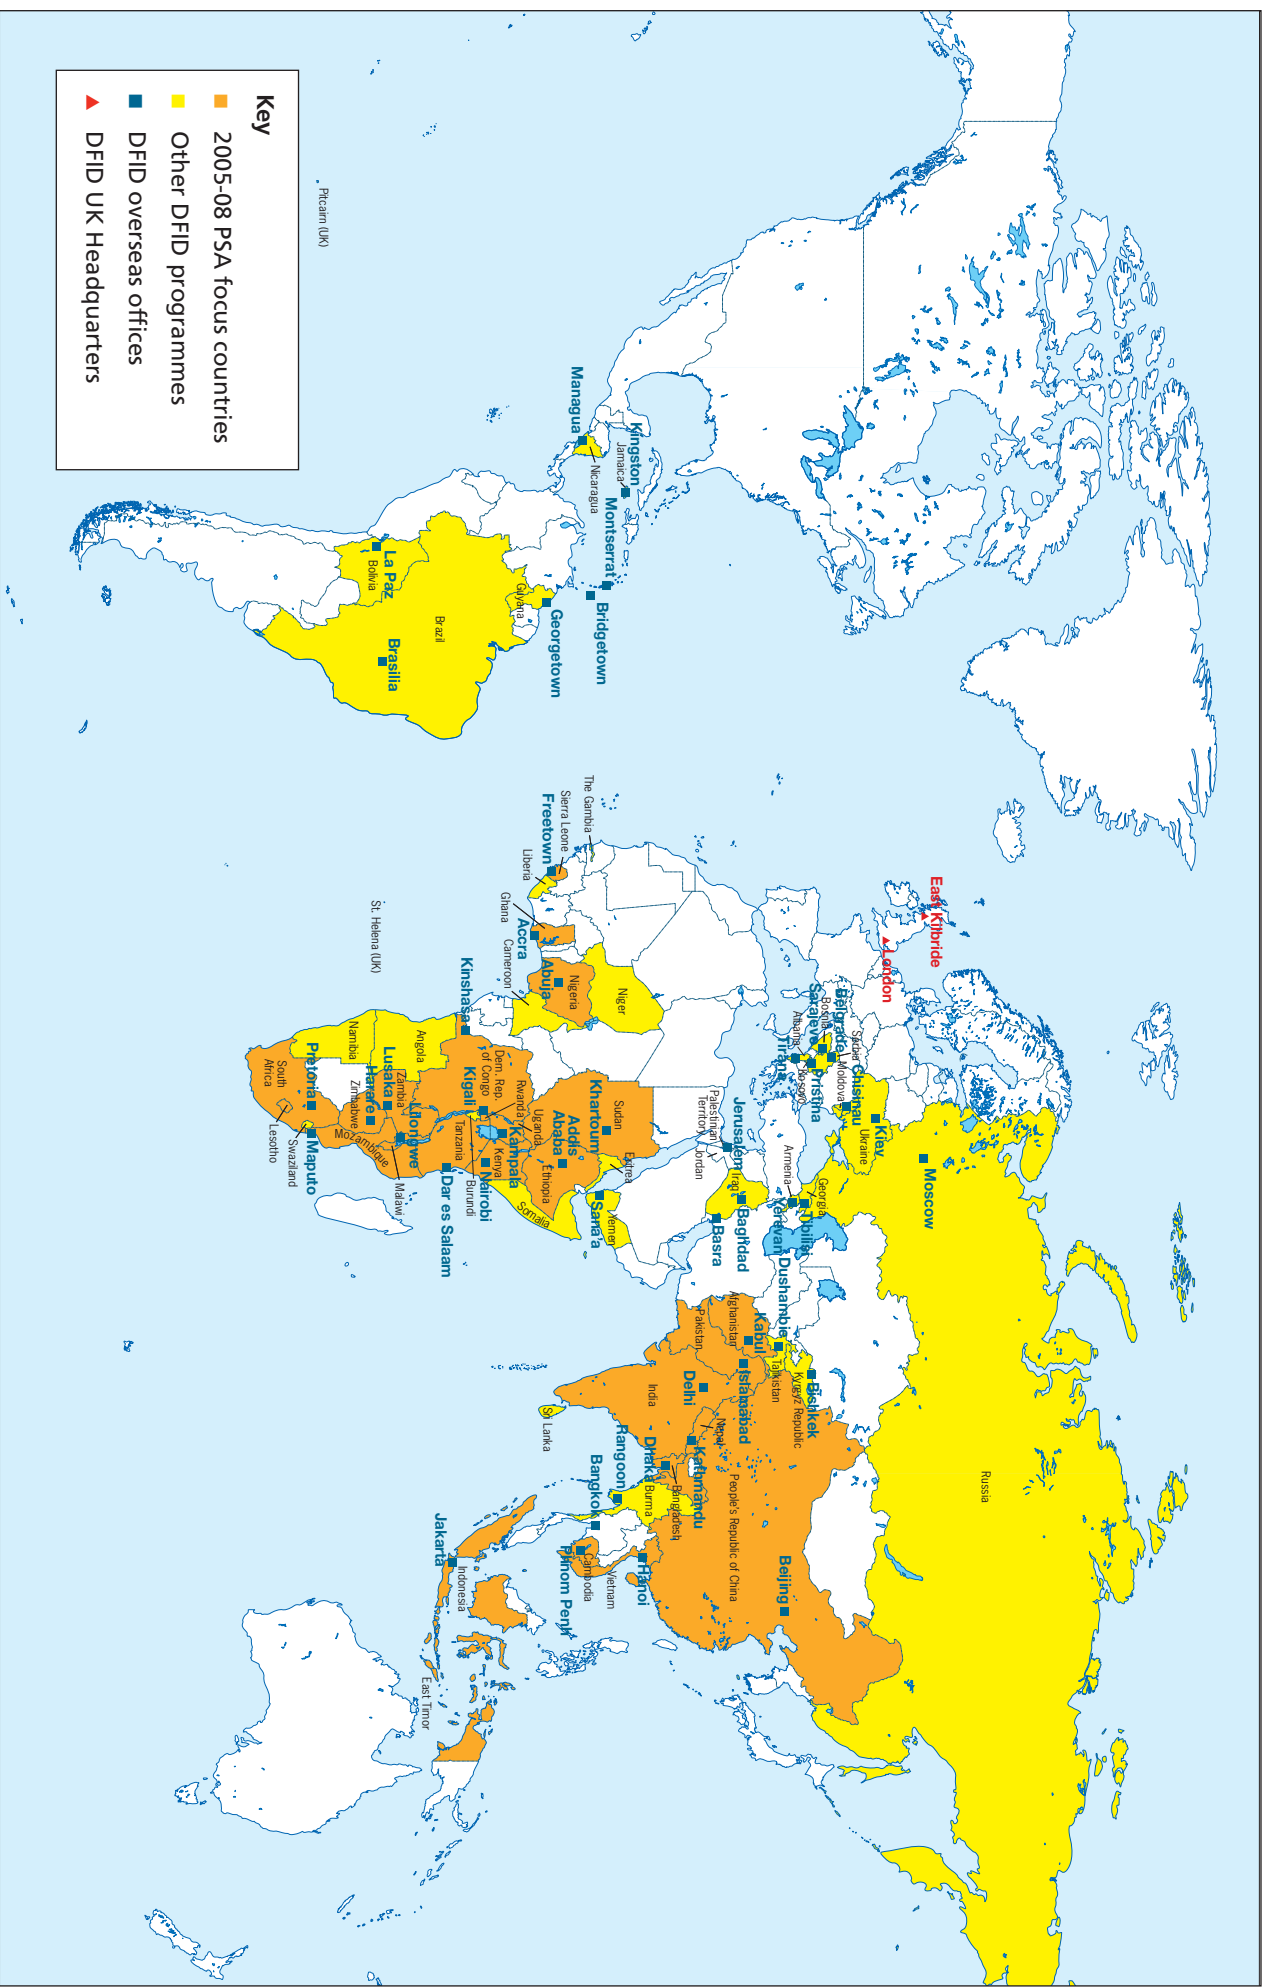 Key
2005-08 PSA focus countries
Other DFID programmes
DFID overseas offices
DFID UK Headquarters
Pitcairn (UK)
Managua
Nicaragua
Kingston
Jamaica
Montserrat
Bridgetown
Georgetown
Guyana
La Paz
Bolivia
Brazil
Brasilia
East Kilbride
London
The Gambia
Sierra Leone
Freetown
Liberia
Ghana
Accra
Cameroon
Abuja
Nigeria
Niger
St. Helena (UK)
Kinshasa
Dem. Rep.
of Congo
Angola
Namibia
Zambia
Lusaka
Harare
Zimbabwe
Pretoria
South
Africa
Lesotho
Swaziland
Maputo
Mozambique
Malawi
Lilongwe
Dar es Salaam
Tanzania
Burundi
Kigali
Rwanda
Uganda
Kampala
Kenya
Nairobi
Somalia
Ethiopia
Addis
Ababa
Khartoum
Sudan
Eritrea
Sana'a
Yemen
Belgrade
Serbia
Sarajevo
Bosnia
Albania
Tirana
Kosovo
Pristina
Moldova
Chisinau
Ukraine
Kiev
Moscow
Russia
Georgia
Tbilisi
Armenia
Yerevan
Jerusalem
Palestinian
Territory
Jordan
Iraq
Baghdad
Basra
Dushambie
Tajikistan
Kyrgyz Republic
Bishkek
Afghanistan
Kabul
Pakistan
Islamabad
Delhi
India
Nepal
Kathmandu
Sri Lanka
Dhaka
Bangladesh
Burma
Rangoon
Bangkok
People's Republic of China
Beijing
Hanoi
Vietnam
Cambodia
Phnom Penh
Jakarta
Indonesia
East Timor